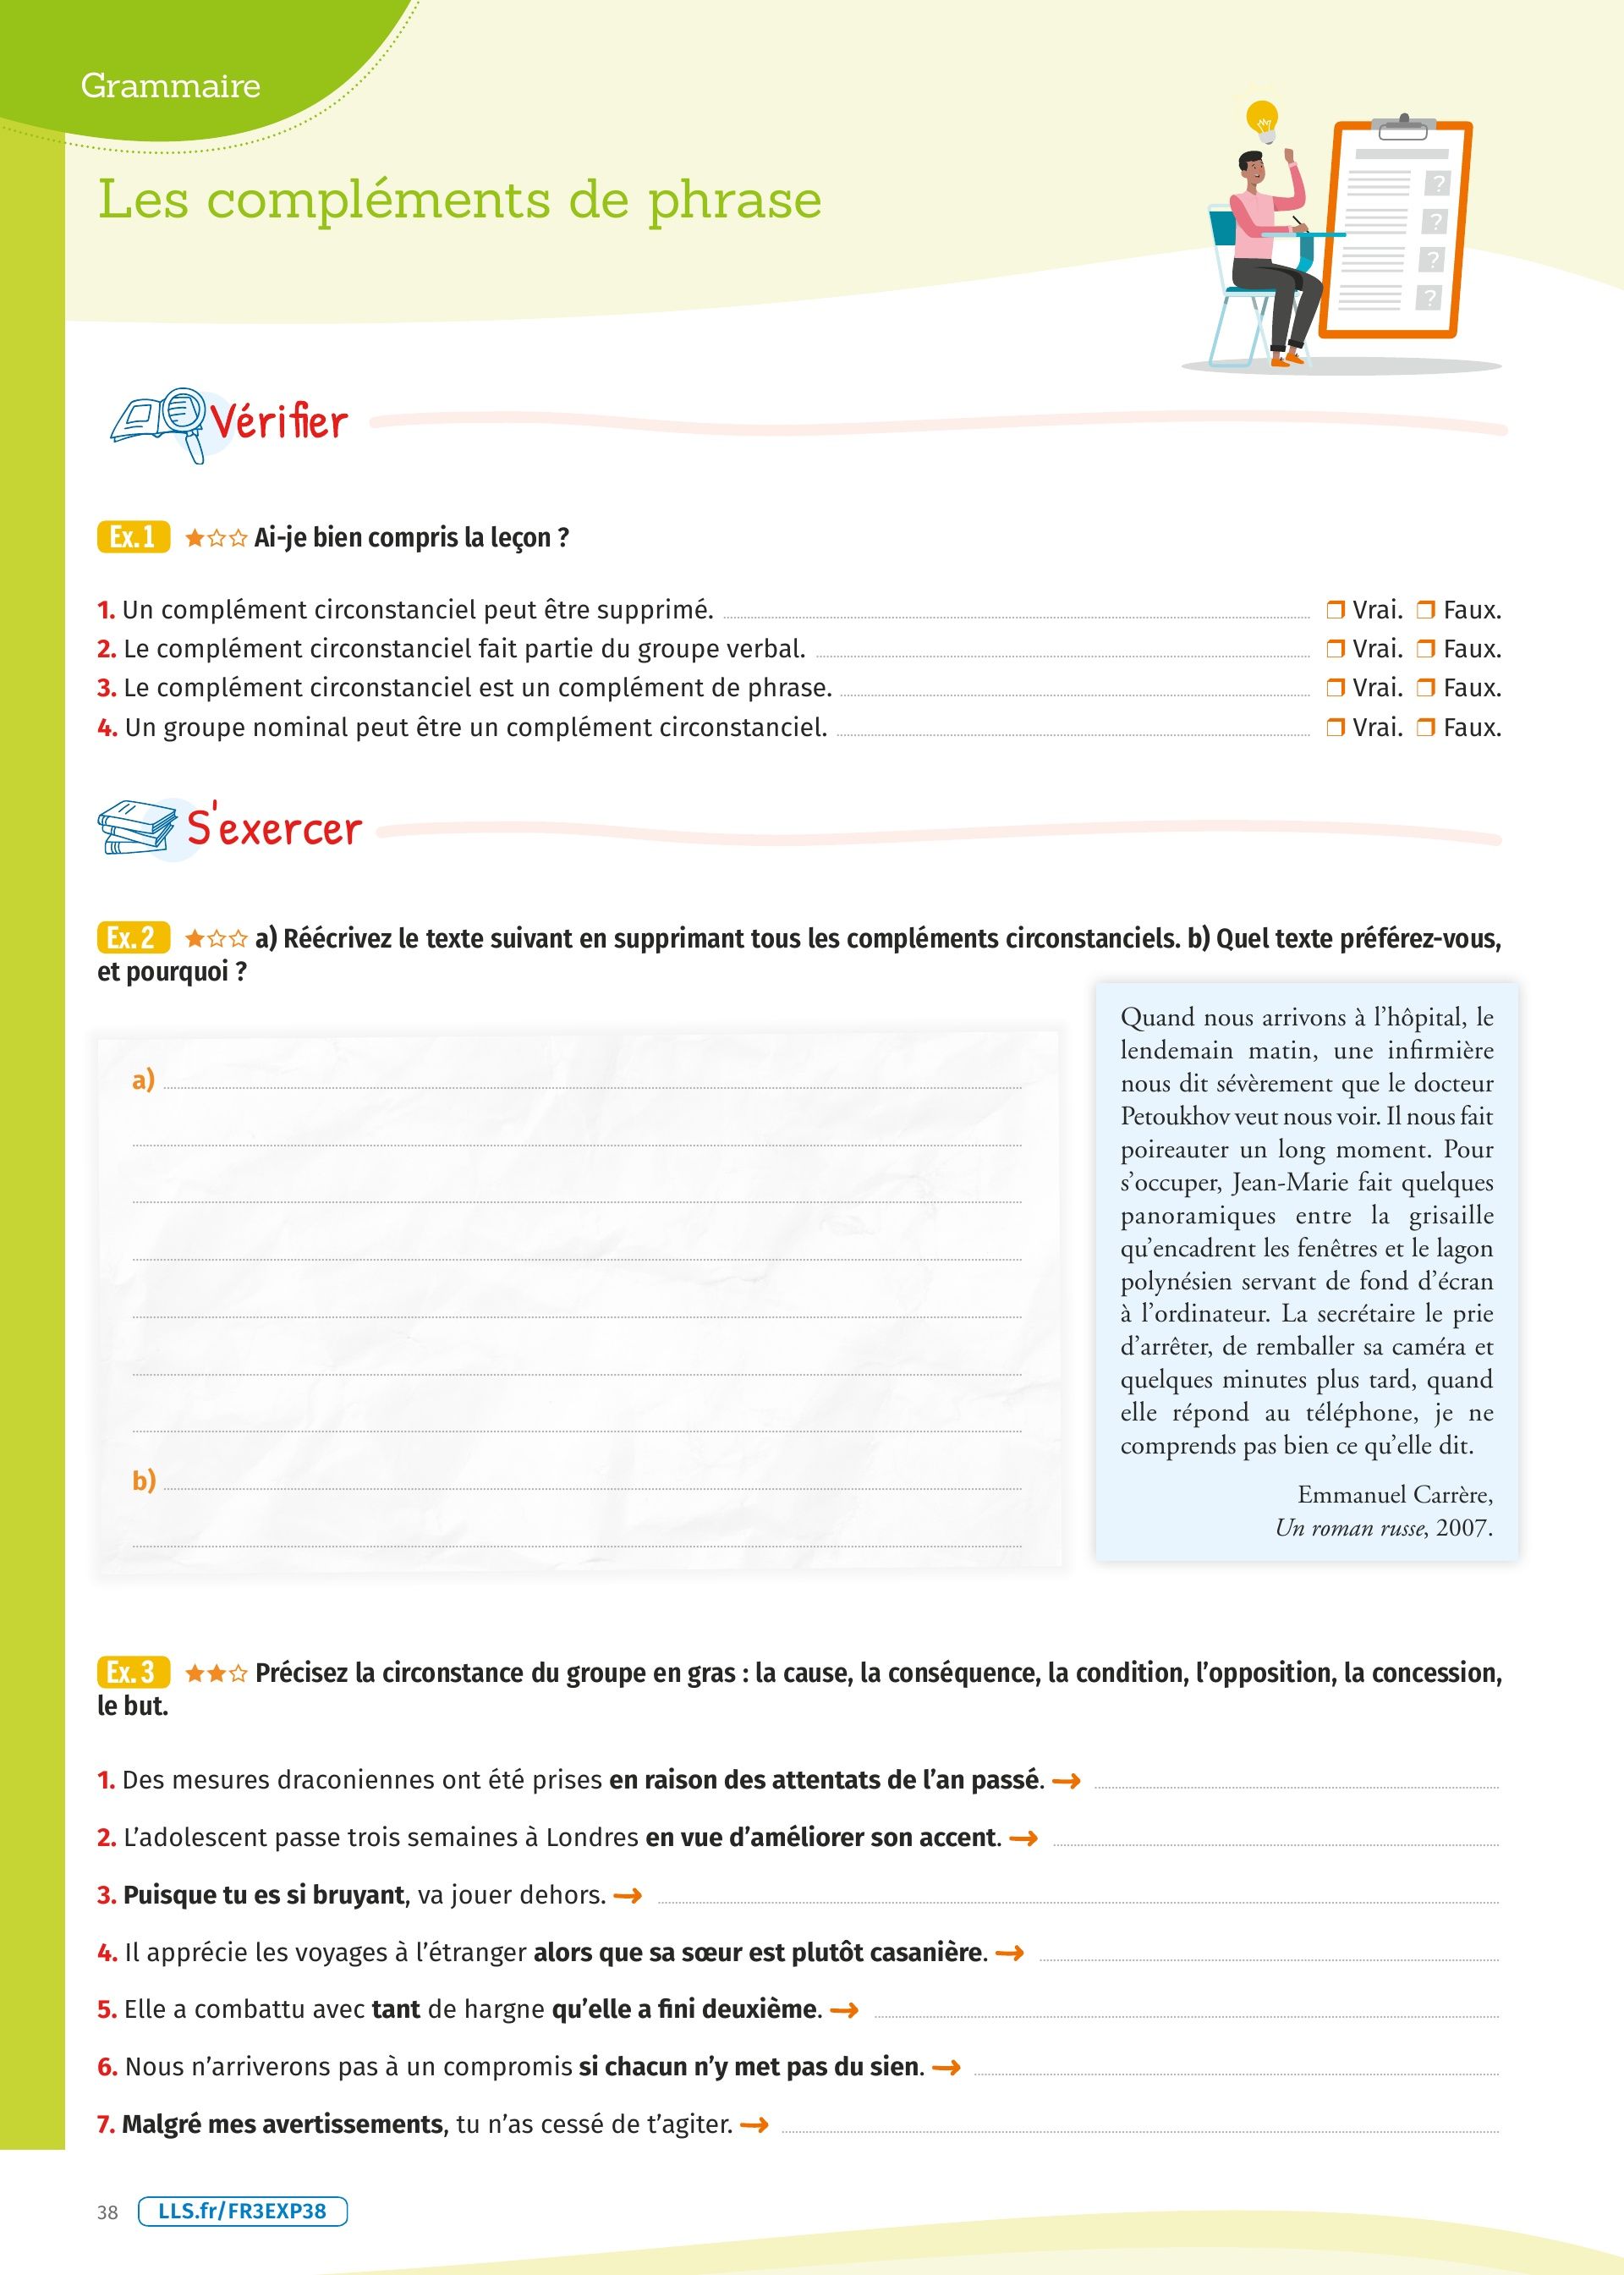 Grammaire
Les compléments de phrase
?
?
?
?
Vérifier
Ex. 1 ★☆☆ Ai-je bien compris la leçon ?
1. Un complément circonstanciel peut être supprimé. ❒ Vrai. ❒ Faux.
2. Le complément circonstanciel fait partie du groupe verbal. ❒ Vrai. ❒ Faux.
3. Le complément circonstanciel est un complément de phrase. ❒ Vrai. ❒ Faux.
4. Un groupe nominal peut être un complément circonstanciel. ❒ Vrai. ❒ Faux.
S'exercer
Ex. 2 ★☆☆ a) Réécrivez le texte suivant en supprimant tous les compléments circonstanciels. b) Quel texte préférez-vous,
et pourquoi ?
a)
b)
Quand nous arrivons à l’hôpital, le
lendemain matin, une infirmière
nous dit sévèrement que le docteur
Petoukhov veut nous voir. Il nous fait
poireauter un long moment. Pour
s’occuper, Jean-Marie fait quelques
panoramiques entre la grisaille
qu’encadrent les fenêtres et le lagon
polynésien servant de fond d’écran
à l’ordinateur. La secrétaire le prie
d’arrêter, de remballer sa caméra et
quelques minutes plus tard, quand
elle répond au téléphone, je ne
comprends pas bien ce qu’elle dit.
Emmanuel Carrère,
Un roman russe, 2007.
Ex. 3 ★★☆ Précisez la circonstance du groupe en gras : la cause, la conséquence, la condition, l’opposition, la concession,
le but.
1. Des mesures draconiennes ont été prises en raison des attentats de l’an passé. →
2. L’adolescent passe trois semaines à Londres en vue d’améliorer son accent. →
3. Puisque tu es si bruyant, va jouer dehors. →
4. Il apprécie les voyages à l’étranger alors que sa sœur est plutôt casanière. →
5. Elle a combattu avec tant de hargne qu’elle a fini deuxième. →
6. Nous n’arriverons pas à un compromis si chacun n’y met pas du sien. →
7. Malgré mes avertissements, tu n’as cessé de t’agiter. →
38 LLS.fr/FR3EXP38